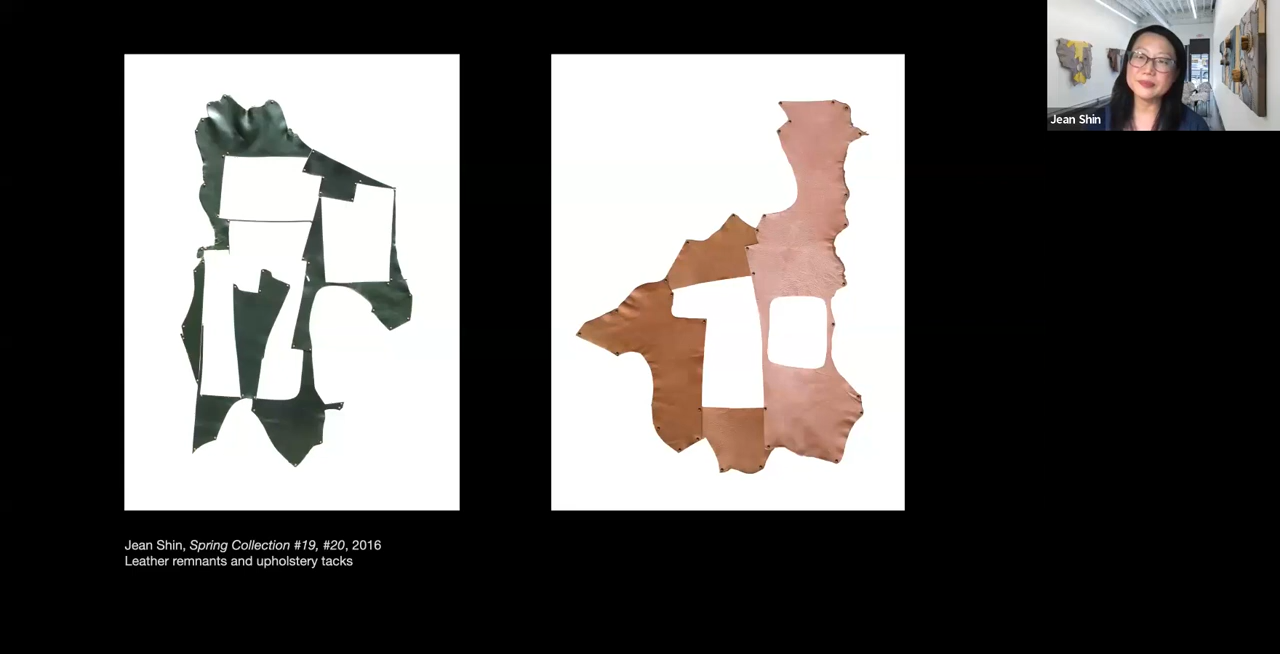 Jean Shin
Jean Shin, Spring Collection #19, #20, 2016
Leather remnants and upholstery tacks